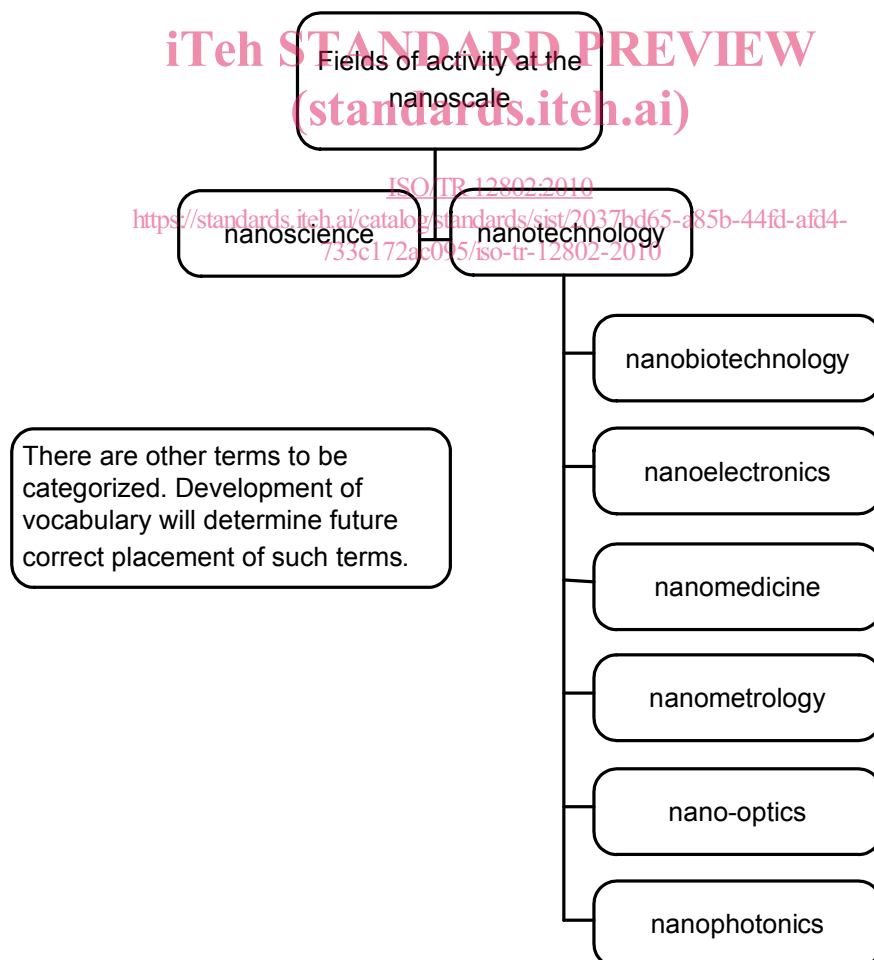 iTeh STANDARD PREVIEW
Fields of activity at the
nanoscale
(standards.iteh.ai)
ISO/TR 12802:2010
https://standards.iteh.ai/catalog/standards/sist/2037bd65-a85b-44fd-afd4-
733c172ac095/iso-tr-12802-2010
nanoscience
nanotechnology
nanobiotechnology
nanoelectronics
There are other terms to be
categorized. Development of
vocabulary will determine future
correct placement of such terms.
nanomedicine
nanometrology
nano-optics
nanophotonics